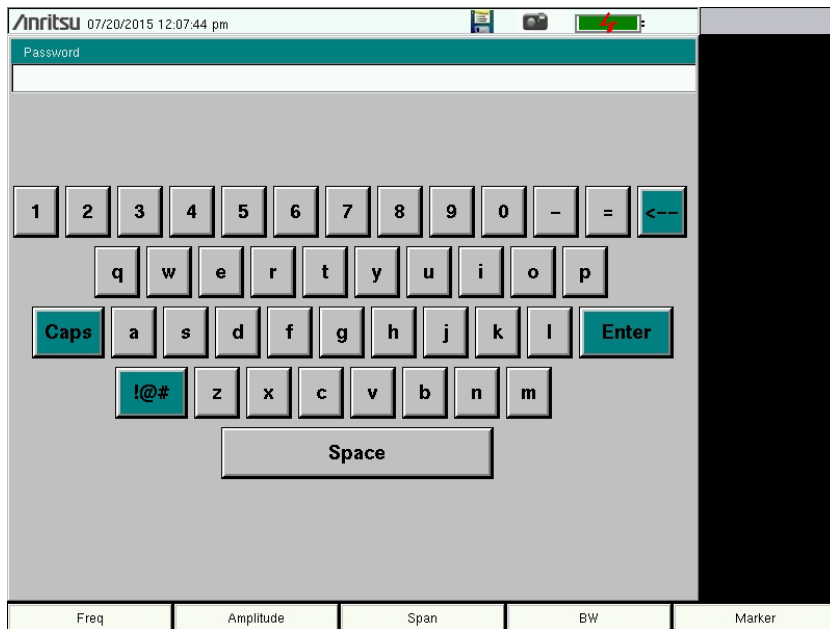 Anritsu 07/20/2015 12:07:44 pm
Password
1 2 3 4 5 6 7 8 9 0 - = <--
q w e r t y u i o p
Caps a s d f g h j k l Enter
!@# z x c v b n m
Space
Freq Amplitude Span BW Marker